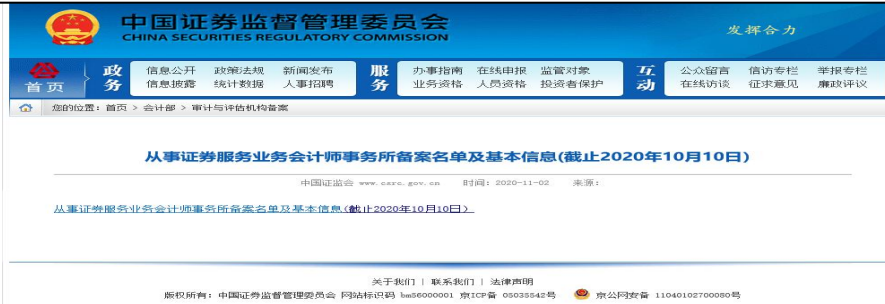 中国证券监督管理委员会
CHINA SECURITIES REGULATORY COMMISSION
发挥合力
首页
政务
信息公开 政策法规 新闻发布
信息披露 统计数据 人事招聘
服务
办事指南 在线申报 监管对象
业务资格 人员资格 投资者保护
互动
公众留言 信访专栏 举报专栏
在线访谈 征求意见 廉政评议
您的位置：首页 > 会计部 > 审计与评估机构备案
从事证券服务业务会计师事务所备案名单及基本信息(截止2020年10月10日)
中国证监会 www.csrc.gov.cn 时间：2020-11-02 来源：
从事证券服务业务会计师事务所备案名单及基本信息(截止2020年10月10日)
关于我们 | 联系我们 | 法律声明
版权所有：中国证券监督管理委员会 网站标识码 bm56000001 京ICP备 05035542号 京公网安备 11040102700080号